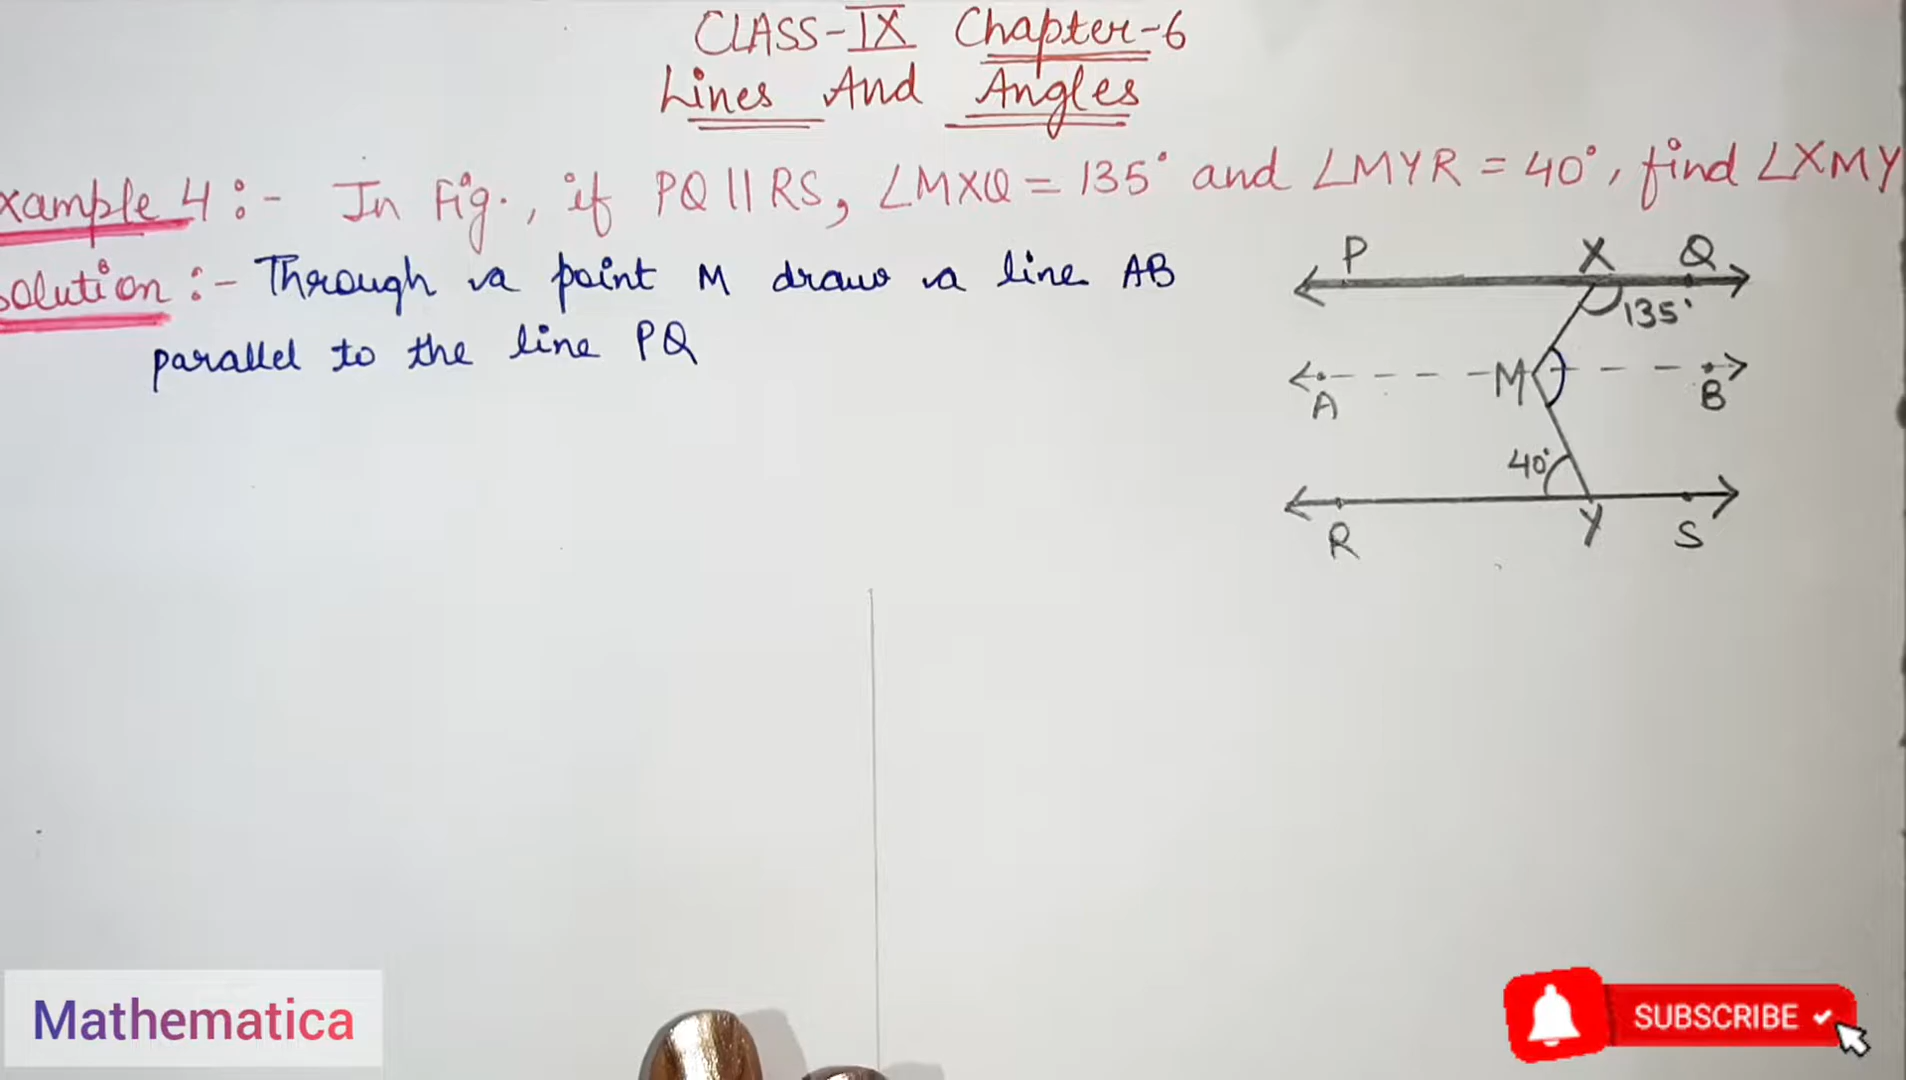 CLASS-IX Chapter-6
Lines And Angles
xample 4 :- In Fig., if PQ || RS, ∠MXQ = 135° and ∠MYR = 40°, find ∠XMY
solution :- Through a point M draw a line AB
parallel to the line PQ
P X Q
135°
A M B
40°
R Y S
Mathematica
SUBSCRIBE